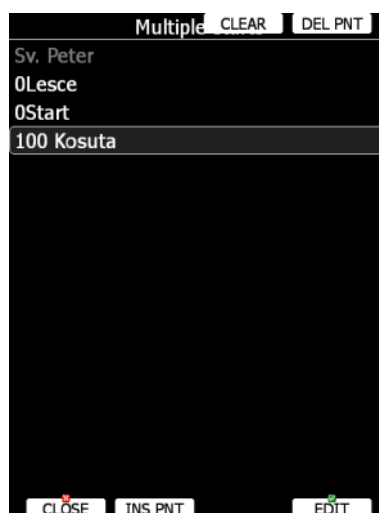 Multiple
CLEAR
DEL PNT
Sv. Peter
0Lesce
0Start
100 Kosuta
CLOSE
INS PNT
EDIT